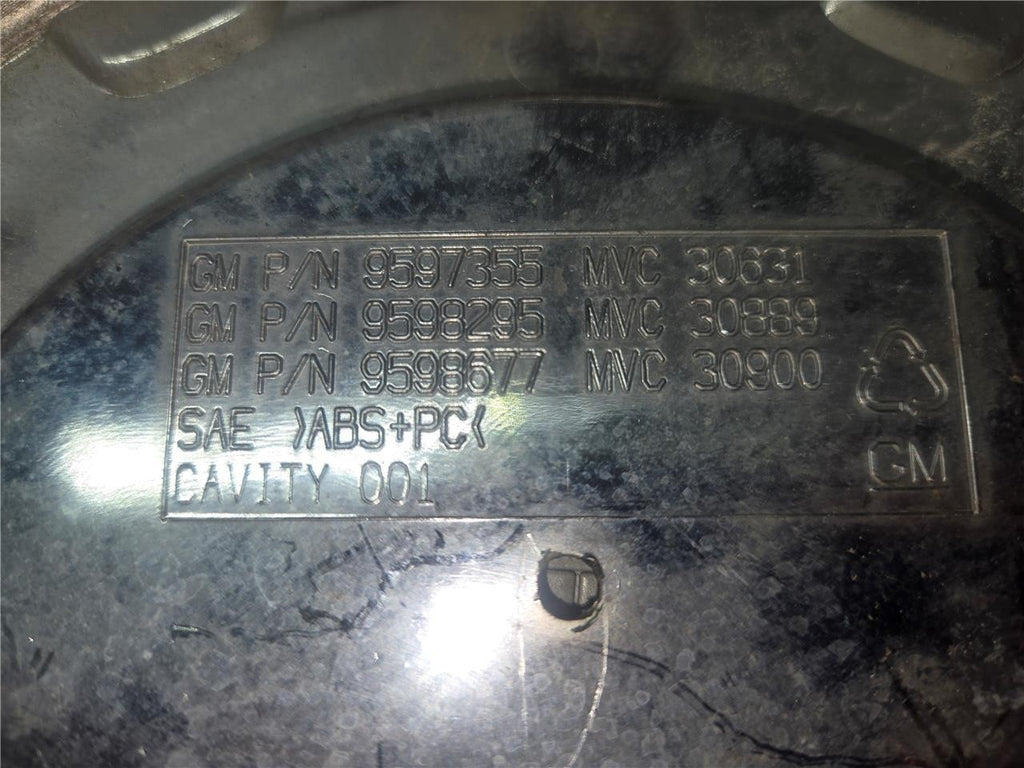 GM P/N 9597355 MVC 30631
GM P/N 9598295 MVC 30889
GM P/N 9598677 MVC 30900
SAE >ABS+PC<
CAVITY 001
GM